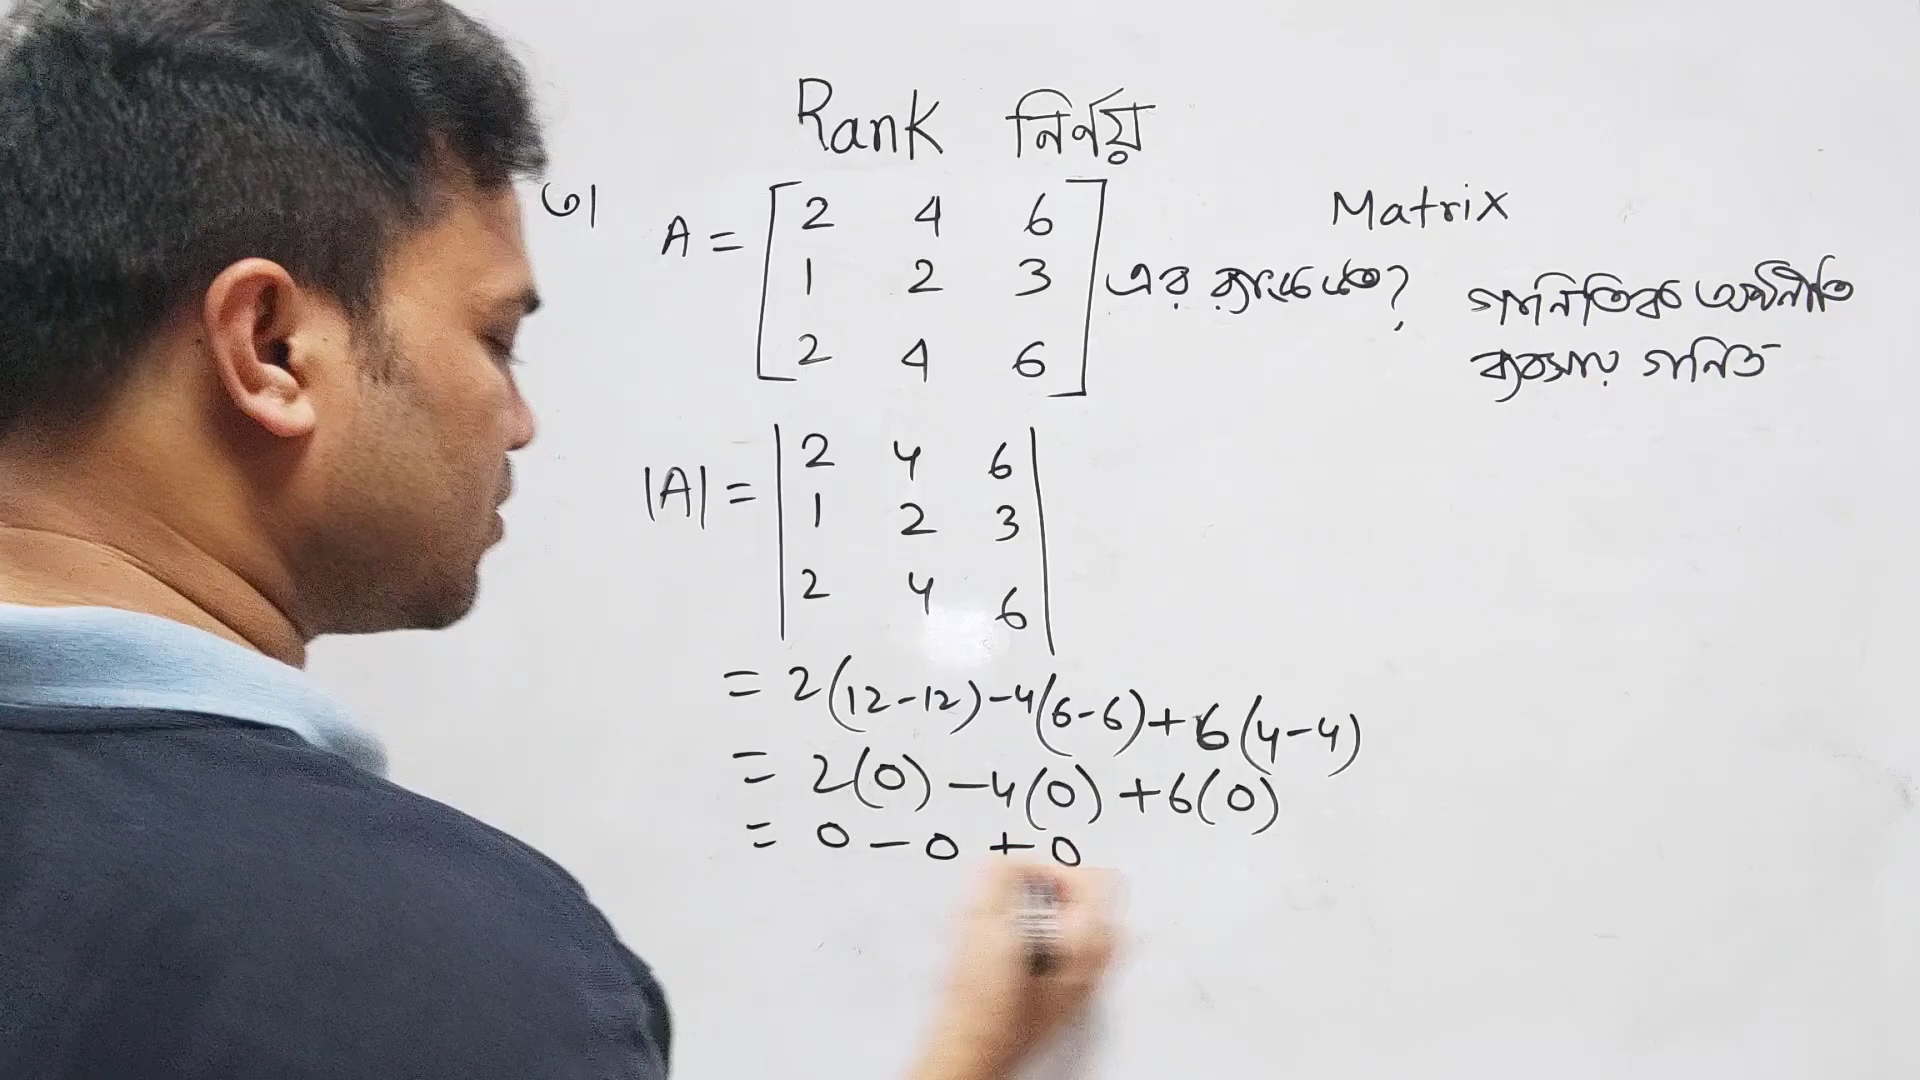 Rank নির্ণয়
৩। A = [ 2 4 6
1 2 3
2 4 6 ] এর র‍্যাংক কত?
Matrix
গানিতিক অর্থনীতি
ব্যবসায় গনিত
|A| = | 2 4 6
1 2 3
2 4 6 |
= 2(12-12)-4(6-6)+6(4-4)
= 2(0) -4(0) +6(0)
= 0 - 0 + 0